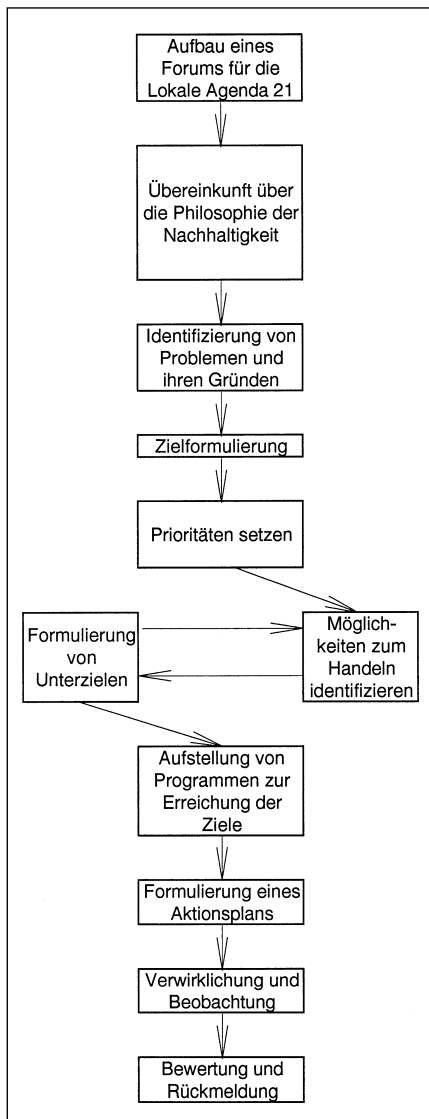 Aufbau eines
Forums für die
Lokale Agenda 21
Übereinkunft über
die Philosophie der
Nachhaltigkeit
Identifizierung von
Problemen und
ihren Gründen
Zielformulierung
Prioritäten setzen
Formulierung
von
Unterzielen
Möglich-
keiten zum
Handeln
identifizieren
Aufstellung von
Programmen zur
Erreichung der
Ziele
Formulierung eines
Aktionsplans
Verwirklichung und
Beobachtung
Bewertung und
Rückmeldung